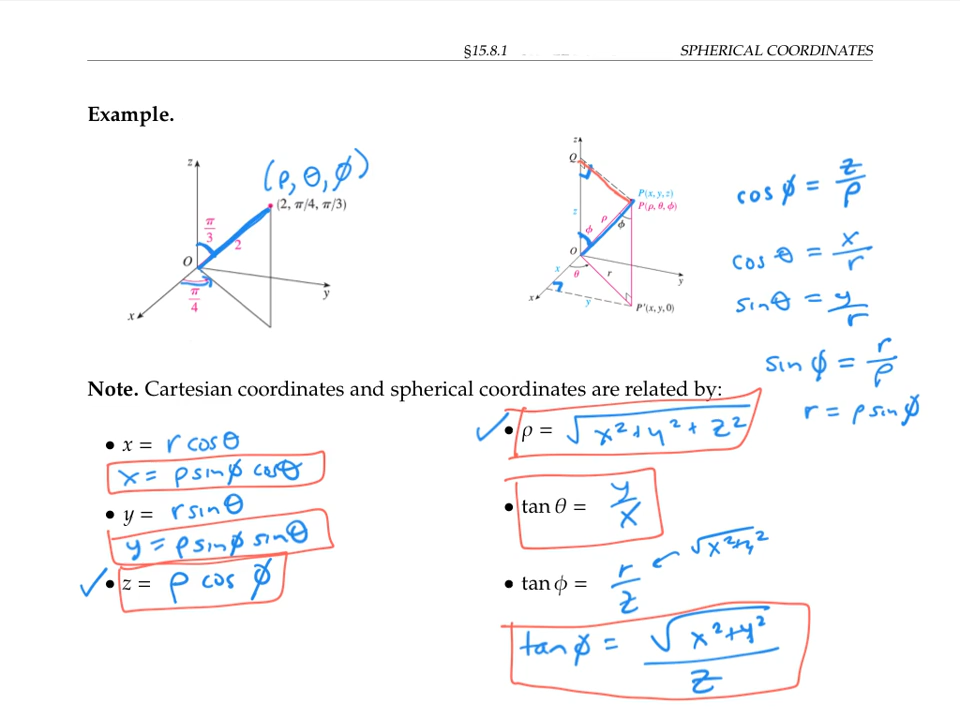 §15.8.1 SPHERICAL COORDINATES
Example.
z
(ρ, θ, ϕ)
(2, π/4, π/3)
π/3
2
O
π/4
x
y
z
Q
P(x, y, z)
P(ρ, θ, ϕ)
z
ρ
ϕ
ϕ
O
x
θ
r
y
x
y
P′(x, y, 0)
cos ϕ = z/ρ
cos θ = x/r
sin θ = y/r
sin ϕ = r/ρ
r = ρ sin ϕ
Note. Cartesian coordinates and spherical coordinates are related by:
• x = r cos θ
x = ρ sin ϕ cos θ
• y = r sin θ
y = ρ sin ϕ sin θ
✓• z = ρ cos ϕ
✓• ρ = √(x² + y² + z²)
• tan θ = y/x
• tan ϕ = r/z ← √(x² + y²)
tan ϕ = √(x² + y²)/z